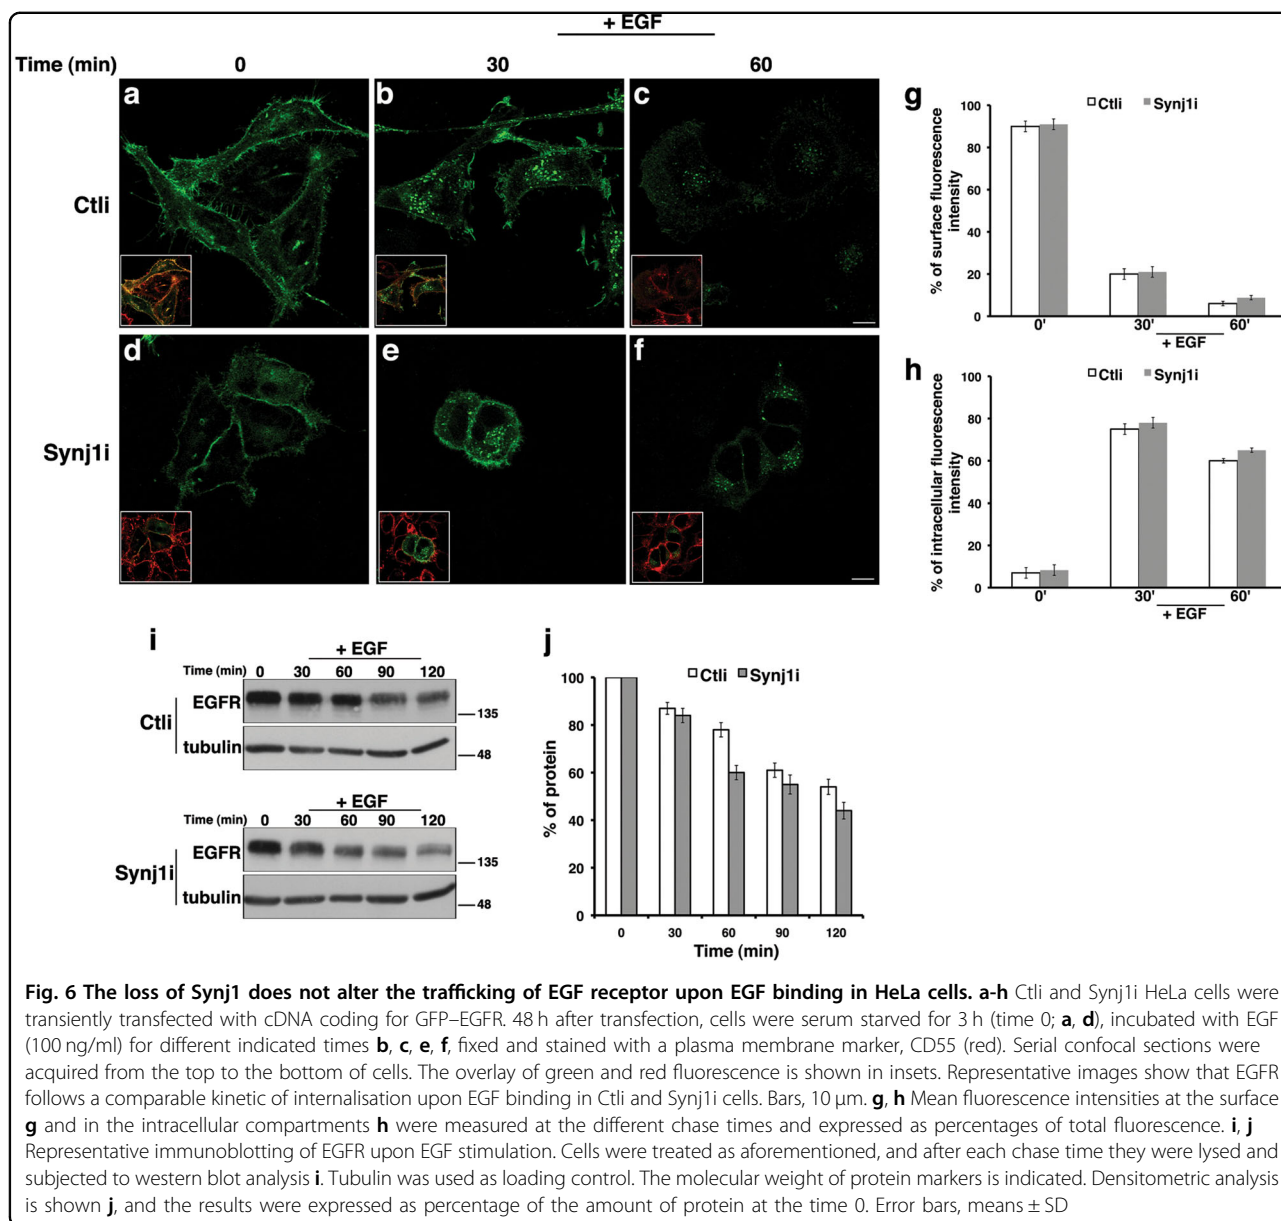 + EGF
Time (min) 0 30 60
a b c
Ctli
d e f
Synj1i
g
Ctli Synj1i
% of surface fluorescence
intensity
100
80
60
40
20
0
0' 30' 60'
+ EGF
h
Ctli Synj1i
% of intracellular fluorescence
intensity
100
80
60
40
20
0
0' 30' 60'
+ EGF
i
+ EGF
Time (min) 0 30 60 90 120
Ctli
EGFR
135
tubulin
48
+ EGF
Time (min) 0 30 60 90 120
Synj1i
EGFR
135
tubulin
48
j
Ctli Synj1i
% of protein
100
80
60
40
20
0
0 30 60 90 120
Time (min)
Fig. 6 The loss of Synj1 does not alter the trafficking of EGF receptor upon EGF binding in HeLa cells. a-h Ctli and Synj1i HeLa cells were
transiently transfected with cDNA coding for GFP–EGFR. 48 h after transfection, cells were serum starved for 3 h (time 0; a, d), incubated with EGF
(100 ng/ml) for different indicated times b, c, e, f, fixed and stained with a plasma membrane marker, CD55 (red). Serial confocal sections were
acquired from the top to the bottom of cells. The overlay of green and red fluorescence is shown in insets. Representative images show that EGFR
follows a comparable kinetic of internalisation upon EGF binding in Ctli and Synj1i cells. Bars, 10 μm. g, h Mean fluorescence intensities at the surface
g and in the intracellular compartments h were measured at the different chase times and expressed as percentages of total fluorescence. i, j
Representative immunoblotting of EGFR upon EGF stimulation. Cells were treated as aforementioned, and after each chase time they were lysed and
subjected to western blot analysis i. Tubulin was used as loading control. The molecular weight of protein markers is indicated. Densitometric analysis
is shown j, and the results were expressed as percentage of the amount of protein at the time 0. Error bars, means ± SD